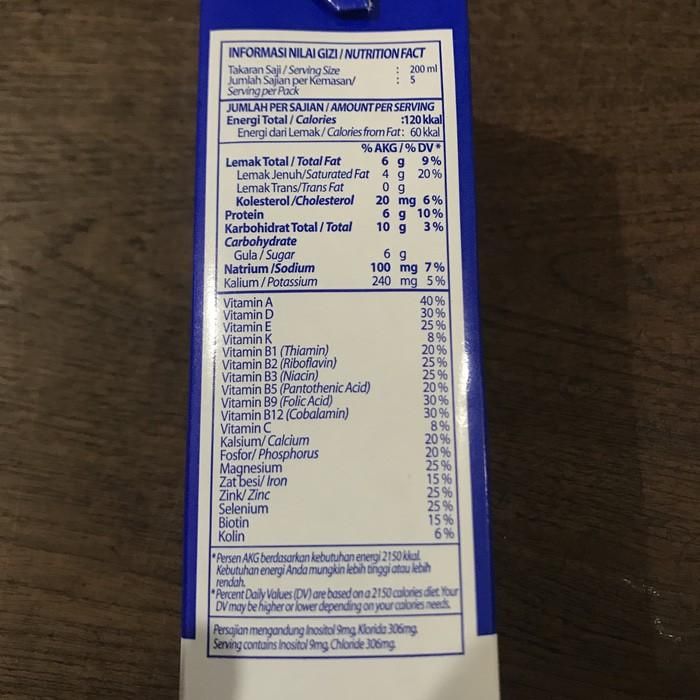 INFORMASI NILAI GIZI / NUTRITION FACT
Takaran Saji / Serving Size : 200 ml
Jumlah Sajian per Kemasan/ : 5
Serving per Pack
JUMLAH PER SAJIAN / AMOUNT PER SERVING
Energi Total / Calories :120 kkal
Energi dari Lemak / Calories from Fat : 60 kkal
% AKG / % DV *
Lemak Total / Total Fat 6 g 9%
Lemak Jenuh/Saturated Fat 4 g 20%
Lemak Trans/Trans Fat 0 g
Kolesterol /Cholesterol 20 mg 6%
Protein 6 g 10%
Karbohidrat Total / Total 10 g 3%
Carbohydrate
Gula / Sugar 6 g
Natrium /Sodium 100 mg 7%
Kalium / Potassium 240 mg 5%
Vitamin A 40%
Vitamin D 30%
Vitamin E 25%
Vitamin K 8%
Vitamin B1 (Thiamin) 20%
Vitamin B2 (Riboflavin) 25%
Vitamin B3 (Niacin) 25%
Vitamin B5 (Pantothenic Acid) 20%
Vitamin B9 (Folic Acid) 30%
Vitamin B12 (Cobalamin) 30%
Vitamin C 8%
Kalsium/ Calcium 20%
Fosfor/ Phosphorus 20%
Magnesium 25%
Zat besi/ Iron 15%
Zink/ Zinc 25%
Selenium 25%
Biotin 15%
Kolin 6%
*Persen AKG berdasarkan kebutuhan energi 2150 kkal.
Kebutuhan energi Anda mungkin lebih tinggi atau lebih
rendah.
*Percent Daily Values (DV) are based on a 2150 calories diet. Your
DV may be higher or lower depending on your calories needs.
Persajian mengandung Inositol 9mg, Klorida 306mg.
Serving contains Inositol 9mg, Chloride 306mg.